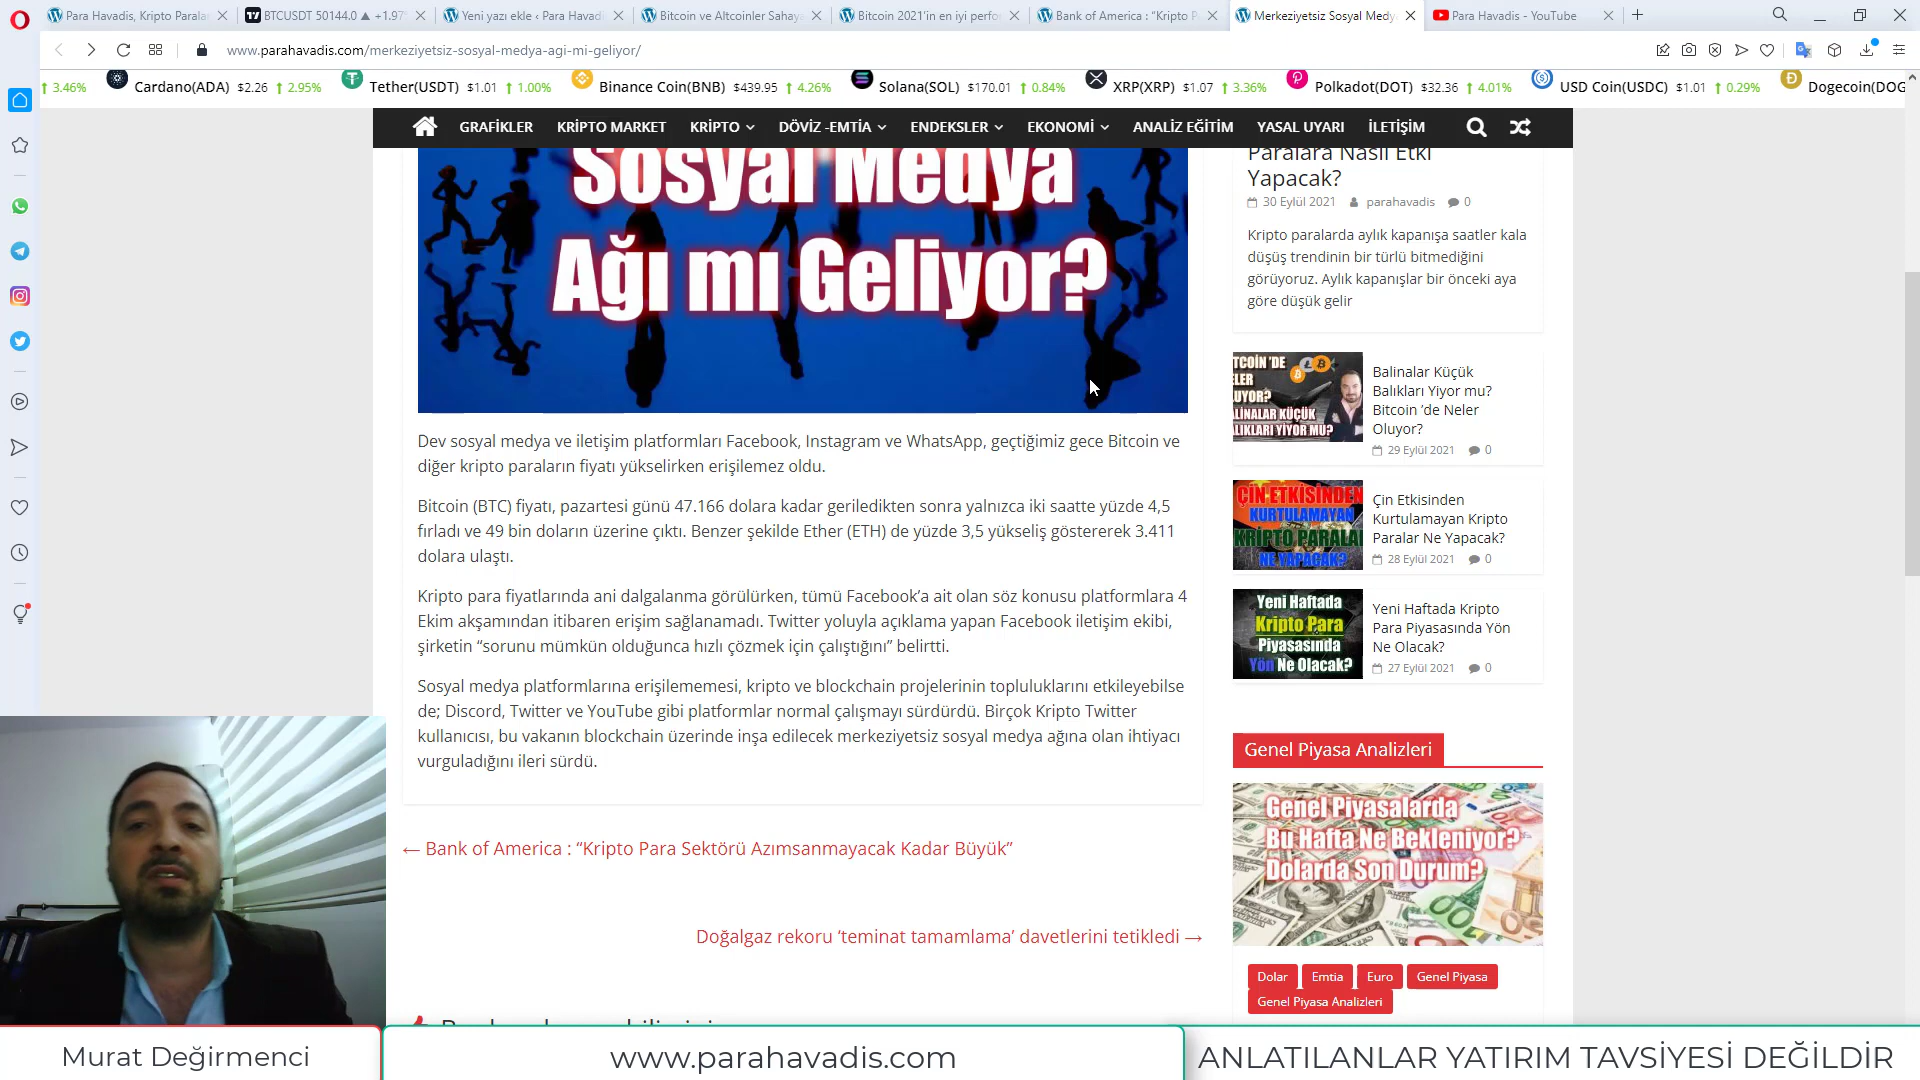 Para Havadis, Kripto Parala
BTCUSDT 50144.0 ▲ +1.97
Yeni yazı ekle ‹ Para Havadi
Bitcoin ve Altcoinler Sahay
Bitcoin 2021'in en iyi perfo
Bank of America : “Kripto P
Merkeziyetsiz Sosyal Medy
Para Havadis - YouTube
www.parahavadis.com/merkeziyetsiz-sosyal-medya-agi-mi-geliyor/
↑ 3.46% Cardano(ADA) $2.26 ↑ 2.95% Tether(USDT) $1.01 ↑ 1.00% Binance Coin(BNB) $439.95 ↑ 4.26% Solana(SOL) $170.01 ↑ 0.84% XRP(XRP) $1.07 ↑ 3.36% Polkadot(DOT) $32.36 ↑ 4.01% USD Coin(USDC) $1.01 ↑ 0.29% Dogecoin(DOG
GRAFİKLER KRİPTO MARKET KRİPTO DÖVİZ -EMTİA ENDEKSLER EKONOMİ ANALİZ EĞİTİM YASAL UYARI İLETİŞİM
Sosyal Medya
Ağı mı Geliyor?
Dev sosyal medya ve iletişim platformları Facebook, Instagram ve WhatsApp, geçtiğimiz gece Bitcoin ve
diğer kripto paraların fiyatı yükselirken erişilemez oldu.
Bitcoin (BTC) fiyatı, pazartesi günü 47.166 dolara kadar geriledikten sonra yalnızca iki saatte yüzde 4,5
fırladı ve 49 bin doların üzerine çıktı. Benzer şekilde Ether (ETH) de yüzde 3,5 yükseliş göstererek 3.411
dolara ulaştı.
Kripto para fiyatlarında ani dalgalanma görülürken, tümü Facebook’a ait olan söz konusu platformlara 4
Ekim akşamından itibaren erişim sağlanamadı. Twitter yoluyla açıklama yapan Facebook iletişim ekibi,
şirketin “sorunu mümkün olduğunca hızlı çözmek için çalıştığını” belirtti.
Sosyal medya platformlarına erişilememesi, kripto ve blockchain projelerinin topluluklarını etkileyebilse
de; Discord, Twitter ve YouTube gibi platformlar normal çalışmayı sürdürdü. Birçok Kripto Twitter
kullanıcısı, bu vakanın blockchain üzerinde inşa edilecek merkeziyetsiz sosyal medya ağına olan ihtiyacı
vurguladığını ileri sürdü.
← Bank of America : “Kripto Para Sektörü Azımsanmayacak Kadar Büyük”
Doğalgaz rekoru ‘teminat tamamlama’ davetlerini tetikledi →
Paralara Nasıl Etki
Yapacak?
30 Eylül 2021 parahavadis 0
Kripto paralarda aylık kapanışa saatler kala
düşüş trendinin bir türlü bitmediğini
görüyoruz. Aylık kapanışlar bir önceki aya
göre düşük gelir
TCOİN 'DE
LER
UYOR?
ALİNALAR KÜÇÜK
ALIKLARI YİYOR MU?
Balinalar Küçük
Balıkları Yiyor mu?
Bitcoin ’de Neler
Oluyor?
29 Eylül 2021 0
ÇİN ETKİSİNDEN
KURTULAMAYAN
KRİPTO PARALA
NE YAPACAK?
Çin Etkisinden
Kurtulamayan Kripto
Paralar Ne Yapacak?
28 Eylül 2021 0
Yeni Haftada
Kripto Para
Piyasasında
Yön Ne Olacak?
Yeni Haftada Kripto
Para Piyasasında Yön
Ne Olacak?
27 Eylül 2021 0
Genel Piyasa Analizleri
Genel Piyasalarda
Bu Hafta Ne Bekleniyor?
Dolarda Son Durum?
Dolar Emtia Euro Genel Piyasa
Genel Piyasa Analizleri
Murat Değirmenci
www.parahavadis.com
ANLATILANLAR YATIRIM TAVSİYESİ DEĞİLDİR